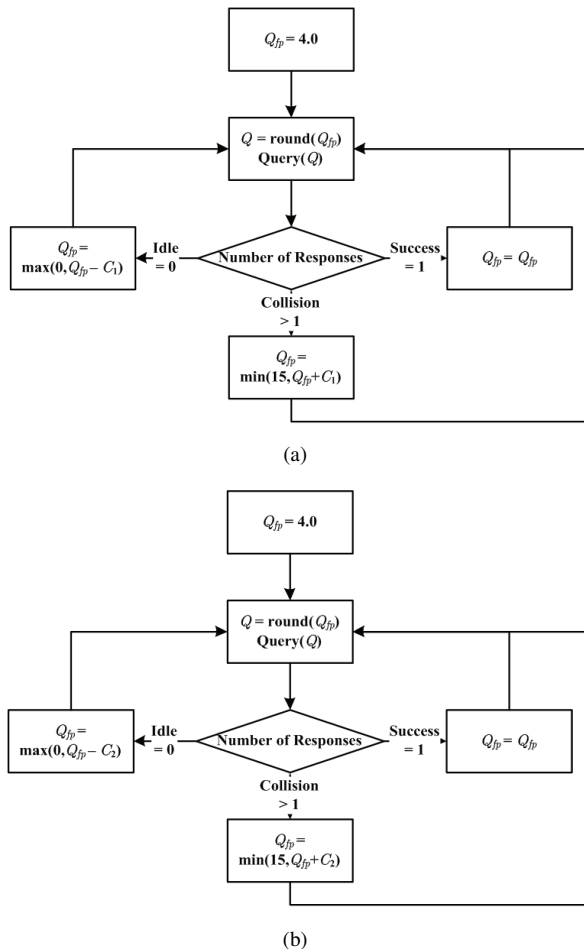 Q_fp = 4.0
Q = round(Q_fp)
Query(Q)
Q_fp =
max(0, Q_fp − C_1)
Idle
= 0
Number of Responses
Success
= 1
Q_fp = Q_fp
Collision
> 1
Q_fp =
min(15, Q_fp + C_1)
(a)
Q_fp = 4.0
Q = round(Q_fp)
Query(Q)
Q_fp =
max(0, Q_fp − C_2)
Idle
= 0
Number of Responses
Success
= 1
Q_fp = Q_fp
Collision
> 1
Q_fp =
min(15, Q_fp + C_2)
(b)